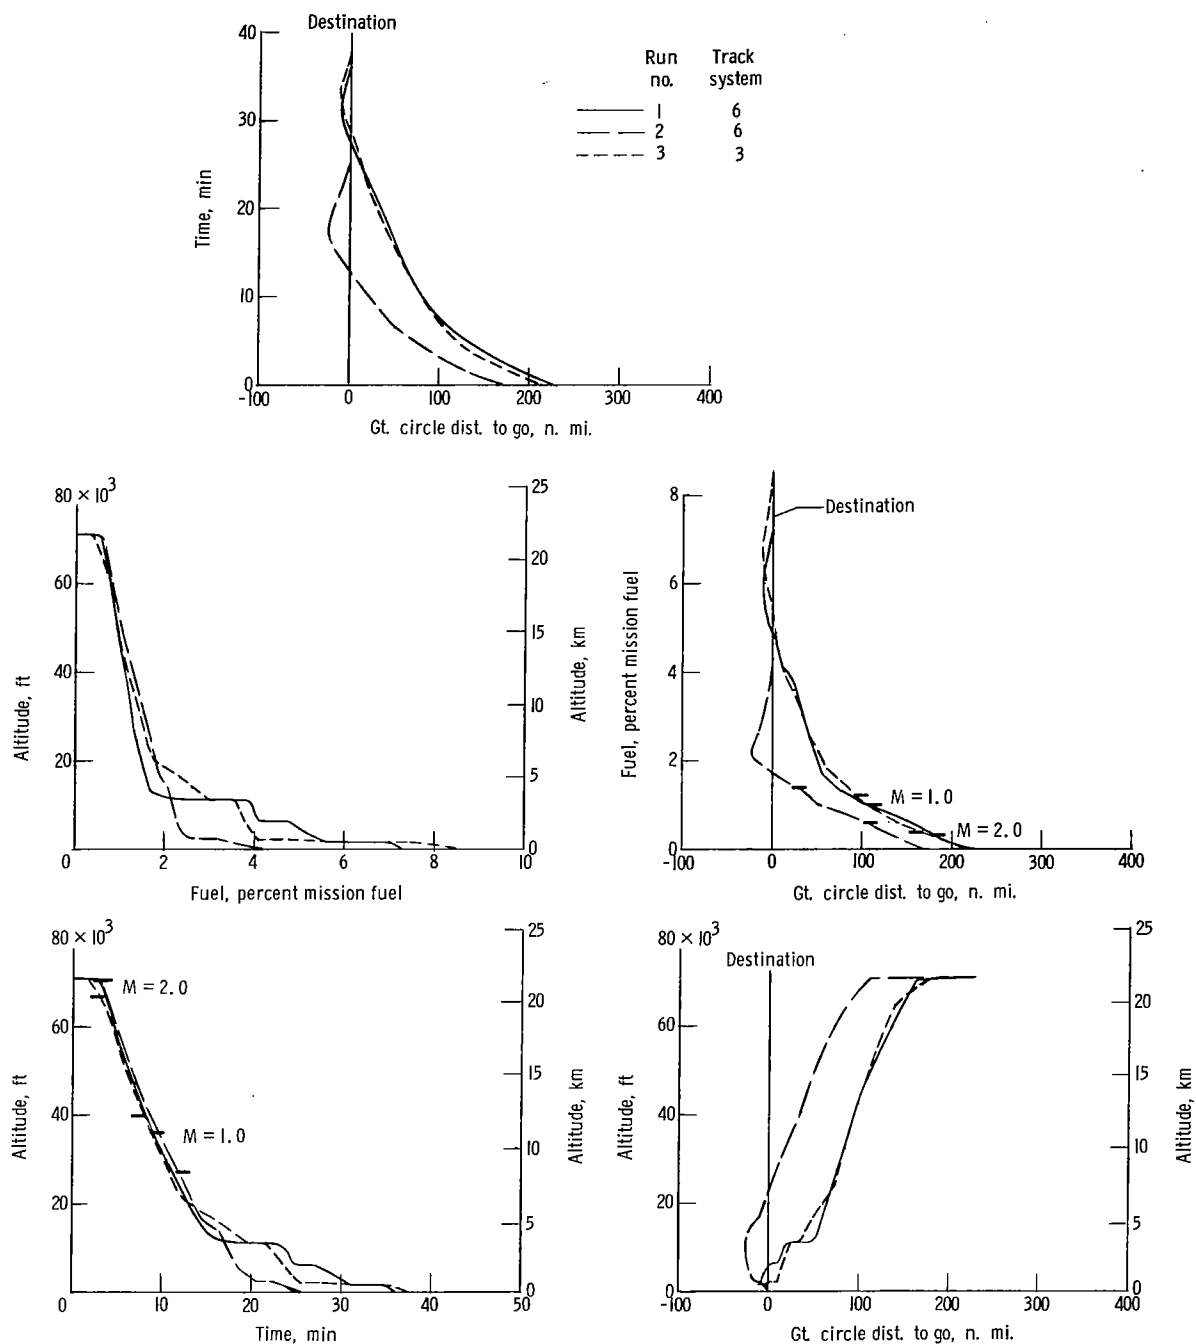 Destination
Run Track
no. system
1 6
2 6
3 3
40
30
20
10
0
Time, min
-100 0 100 200 300 400
Gt. circle dist. to go, n. mi.
80 × 10³
60
40
20
0
Altitude, ft
25
20
15
10
5
0
Altitude, km
0 2 4 6 8 10
Fuel, percent mission fuel
8
6
4
2
0
Fuel, percent mission fuel
Destination
M = 1.0
M = 2.0
-100 0 100 200 300 400
Gt. circle dist. to go, n. mi.
80 × 10³
60
40
20
0
Altitude, ft
M = 2.0
M = 1.0
25
20
15
10
5
0
Altitude, km
0 10 20 30 40 50
Time, min
80 × 10³
60
40
20
0
Altitude, ft
Destination
25
20
15
10
5
0
Altitude, km
-100 0 100 200 300 400
Gt. circle dist. to go, n. mi.